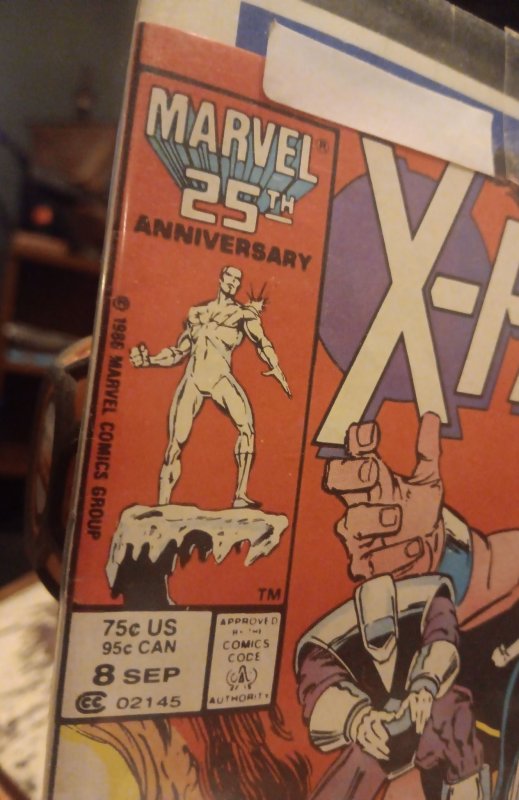 MARVEL®
25TH
ANNIVERSARY
© 1986 MARVEL COMICS GROUP
TM
X-
75¢ US
95¢ CAN
8 SEP
CC 02145
APPROVED
BY THE
COMICS
CODE
AUTHORITY